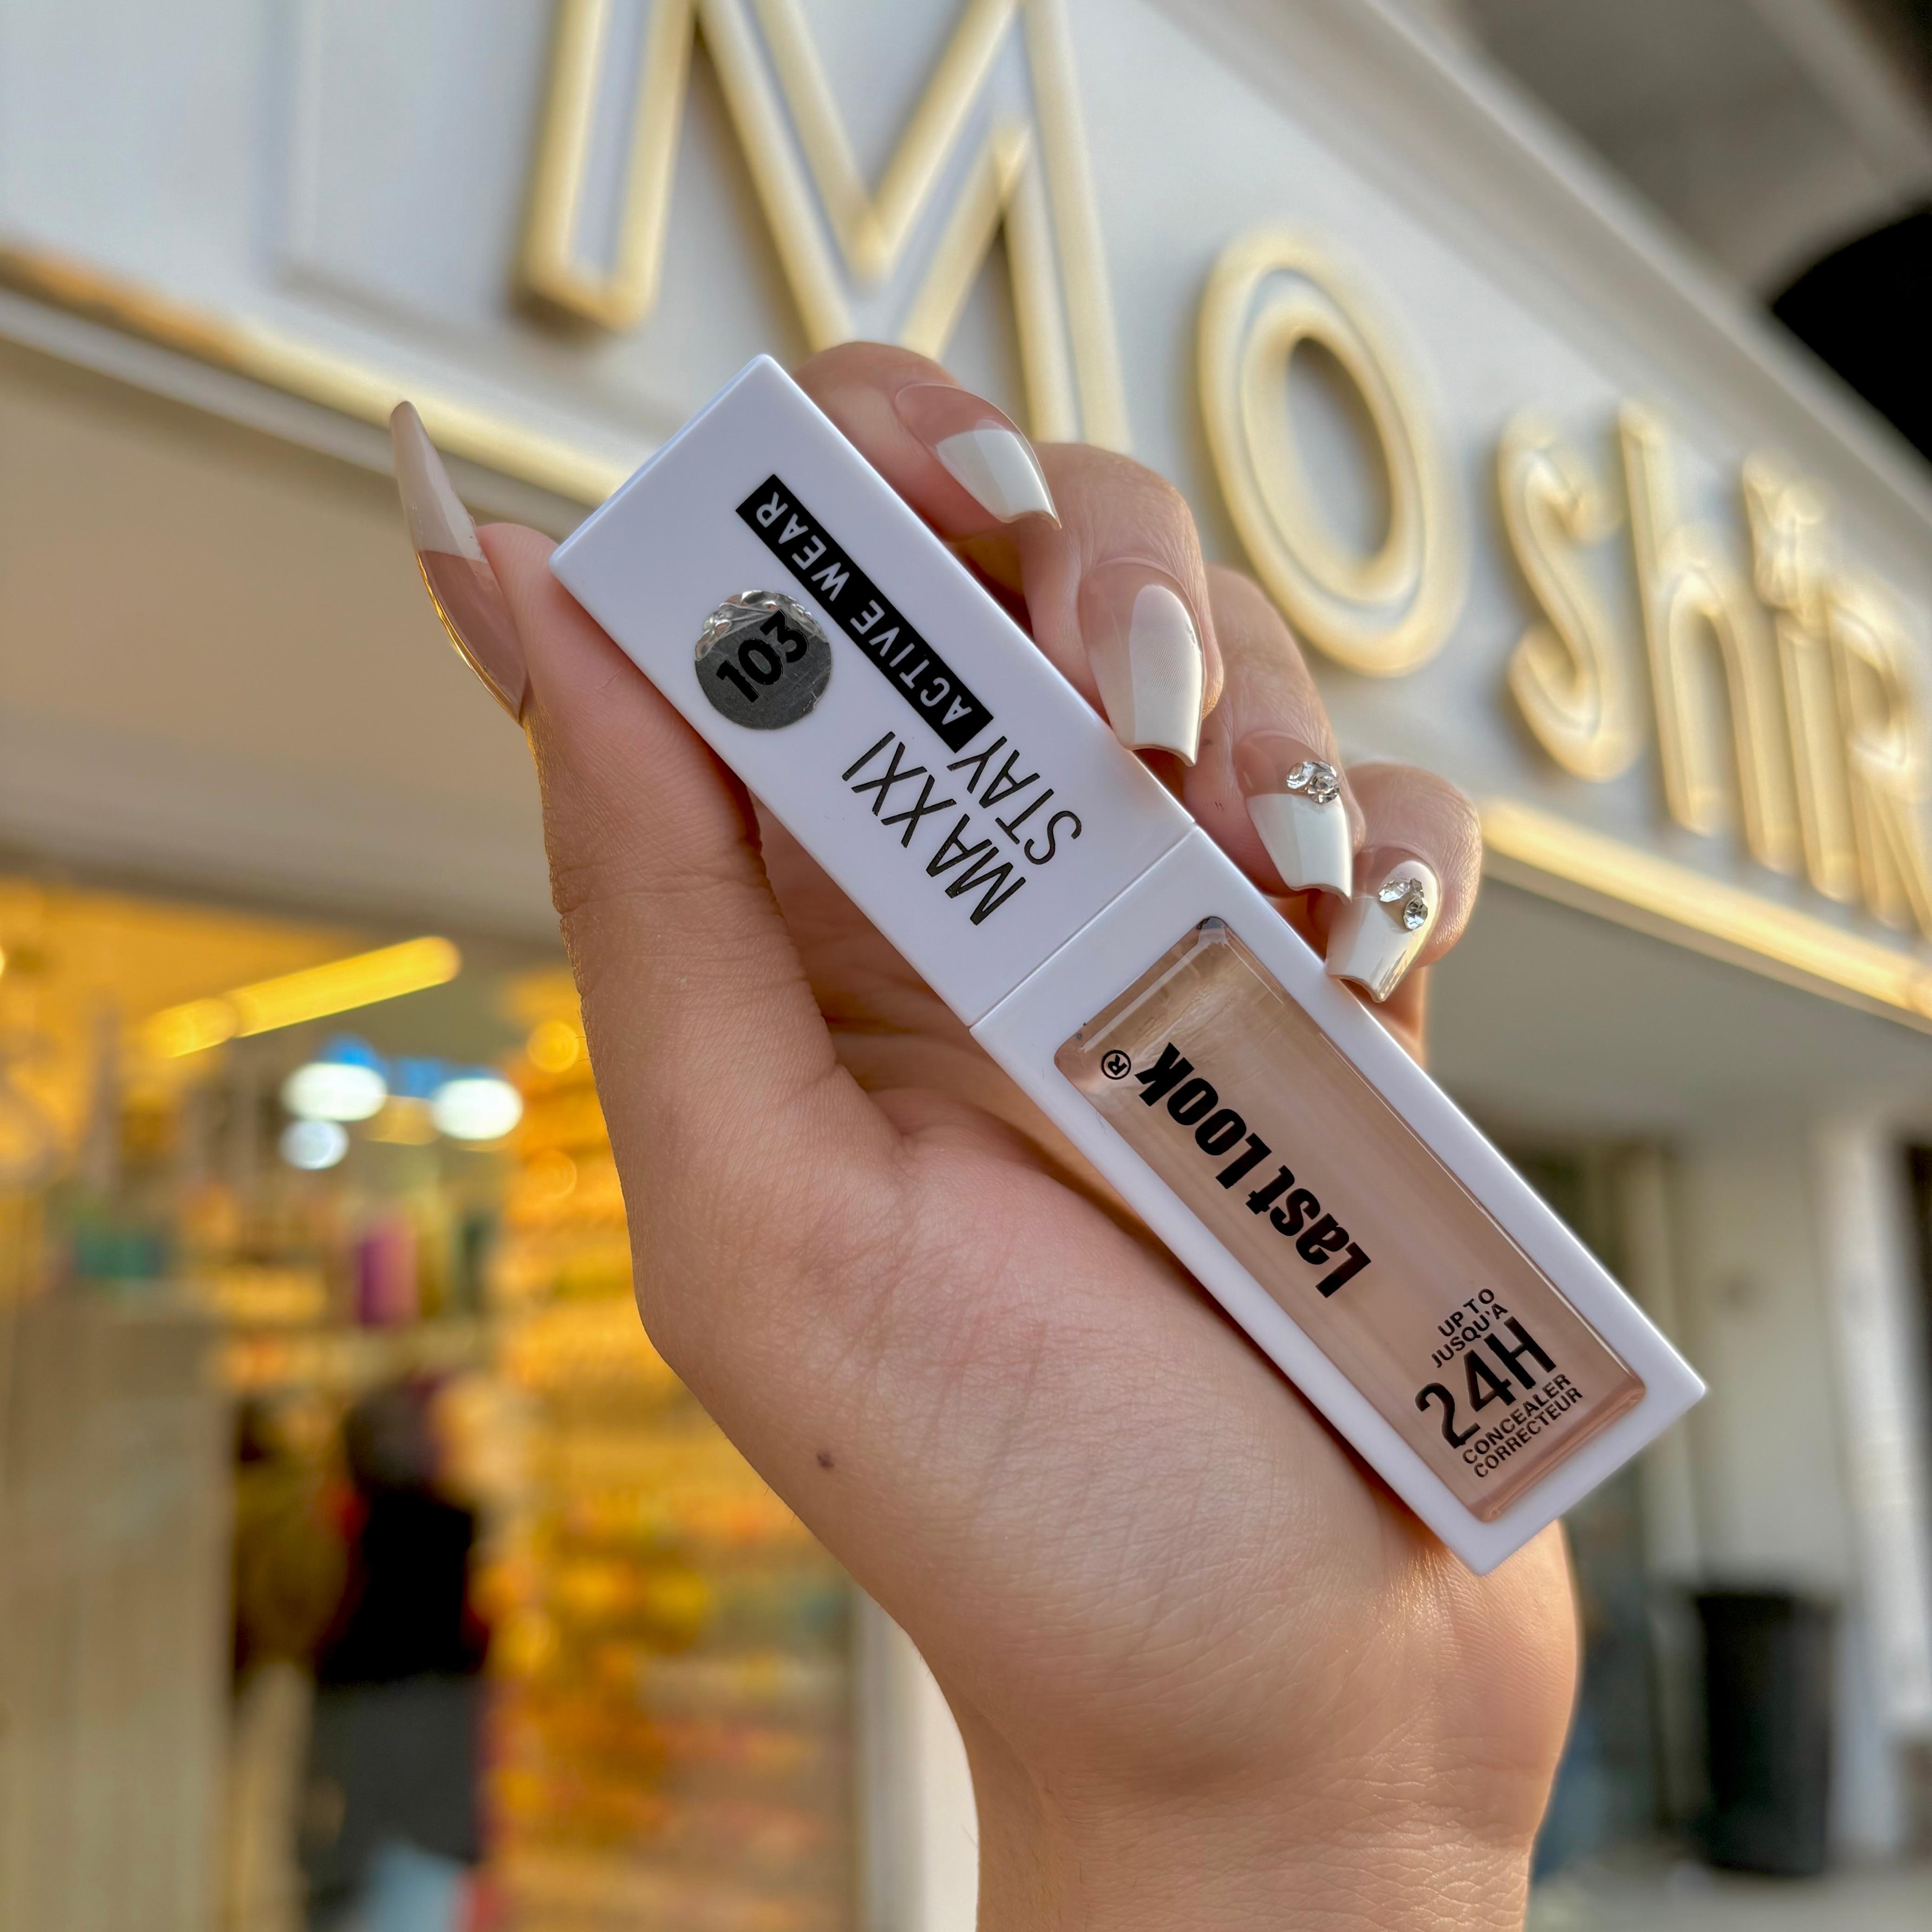 MOshiR
ACTIVE WEAR
103
MAXXI
STAY
Last Look®
UP TO
JUSQU'A
24H
CONCEALER
CORRECTEUR